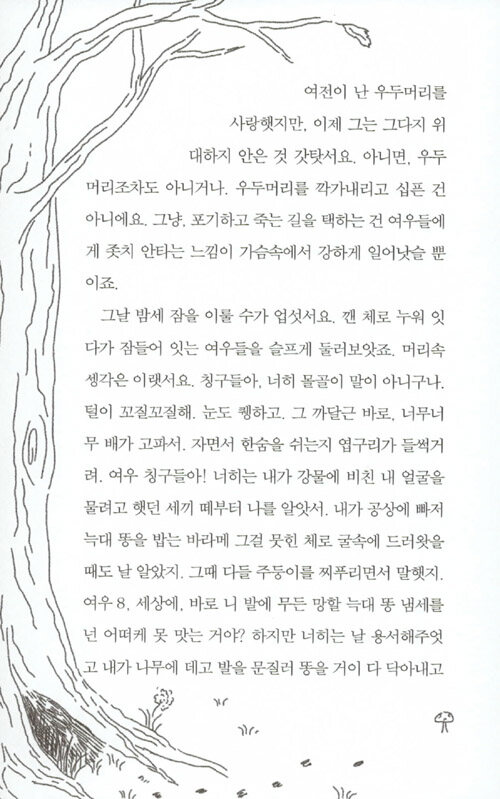 여전이 난 우두머리를
사랑햇지만, 이제 그는 그다지 위
대하지 안은 것 갓탓서요. 아니면, 우두
머리조차도 아니거나. 우두머리를 깍가내리고 십픈 건
아니에요. 그냥, 포기하고 죽는 길을 택하는 건 여우들에
게 좃치 안타는 느낌이 가슴속에서 강하게 일어낫슬 뿐
이죠.
그날 밤세 잠을 이룰 수가 업섯서요. 깬 체로 누워 잇
다가 잠들어 잇는 여우들을 슬프게 둘러보앗죠. 머리속
셍각은 이랫서요. 칭구들아, 너히 몰골이 말이 아니구나.
털이 꼬질꼬질해. 눈도 퀭하고. 그 까달근 바로, 너무너
무 배가 고파서. 자면서 한숨을 쉬는지 엽구리가 들썩거
려. 여우 칭구들아! 너히는 내가 강물에 비친 내 얼굴을
물려고 햇던 세끼 떼부터 나를 알앗서. 내가 공상에 빠저
늑대 똥을 밥는 바라메 그걸 뭇힌 체로 굴속에 드러왓을
때도 날 알았지. 그때 다들 주둥이를 찌푸리면서 말햇지.
여우 8, 세상에, 바로 니 발에 무든 망할 늑대 똥 냄세를
넌 어떠케 못 맞는 거야? 하지만 너히는 날 용서해주엇
고 내가 나무에 데고 발을 문질러 똥을 거이 다 닥아내고